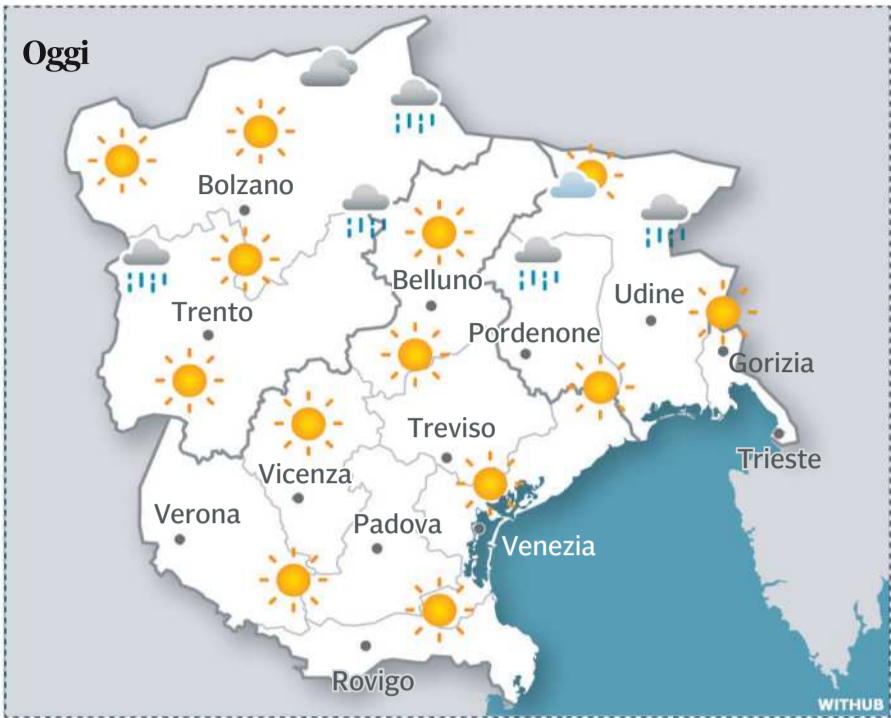 Oggi
Bolzano
Belluno
Udine
Trento
Pordenone
Gorizia
Treviso
Trieste
Vicenza
Verona
Padova
Venezia
Rovigo
WITHUB